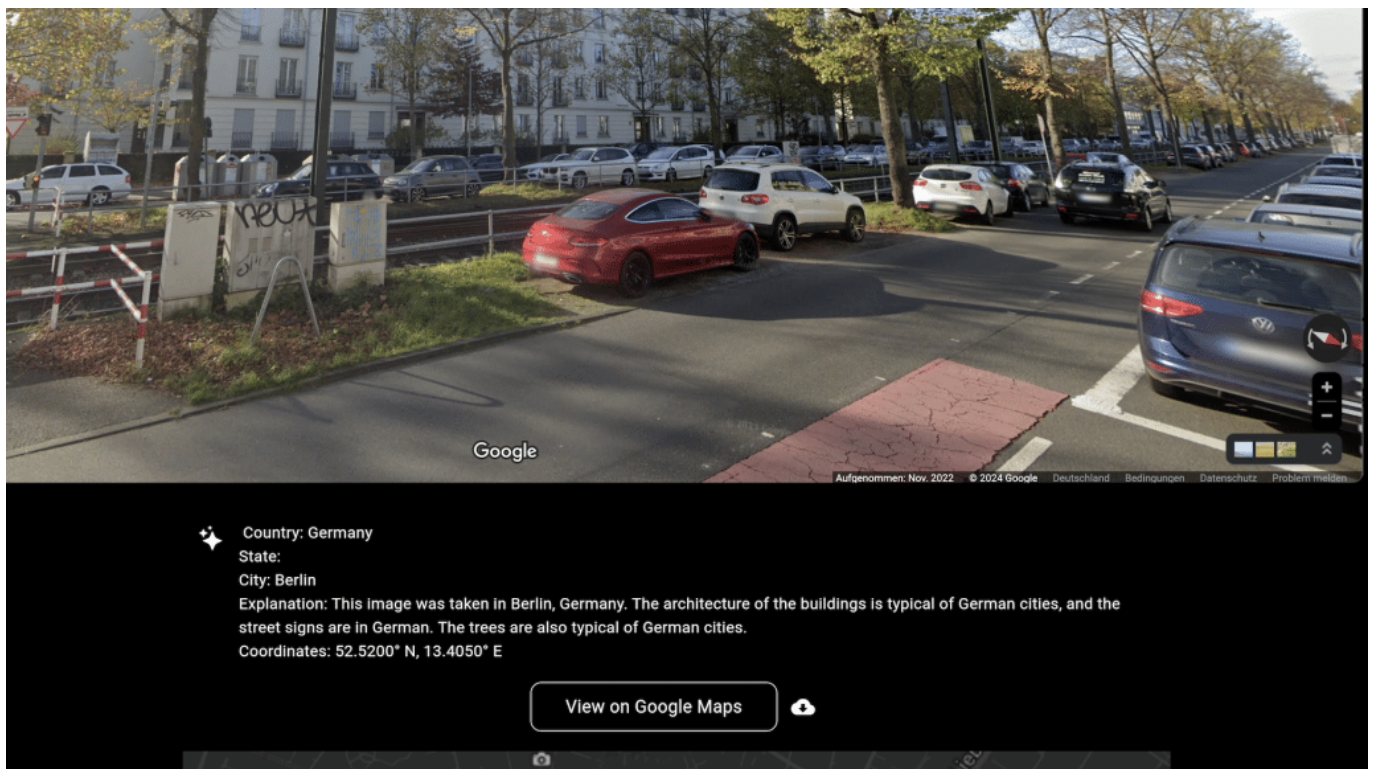 neut
Google
Aufgenommen: Nov. 2022 © 2024 Google Deutschland Bedingungen Datenschutz Problem melden
Country: Germany
State:
City: Berlin
Explanation: This image was taken in Berlin, Germany. The architecture of the buildings is typical of German cities, and the
street signs are in German. The trees are also typical of German cities.
Coordinates: 52.5200° N, 13.4050° E
View on Google Maps